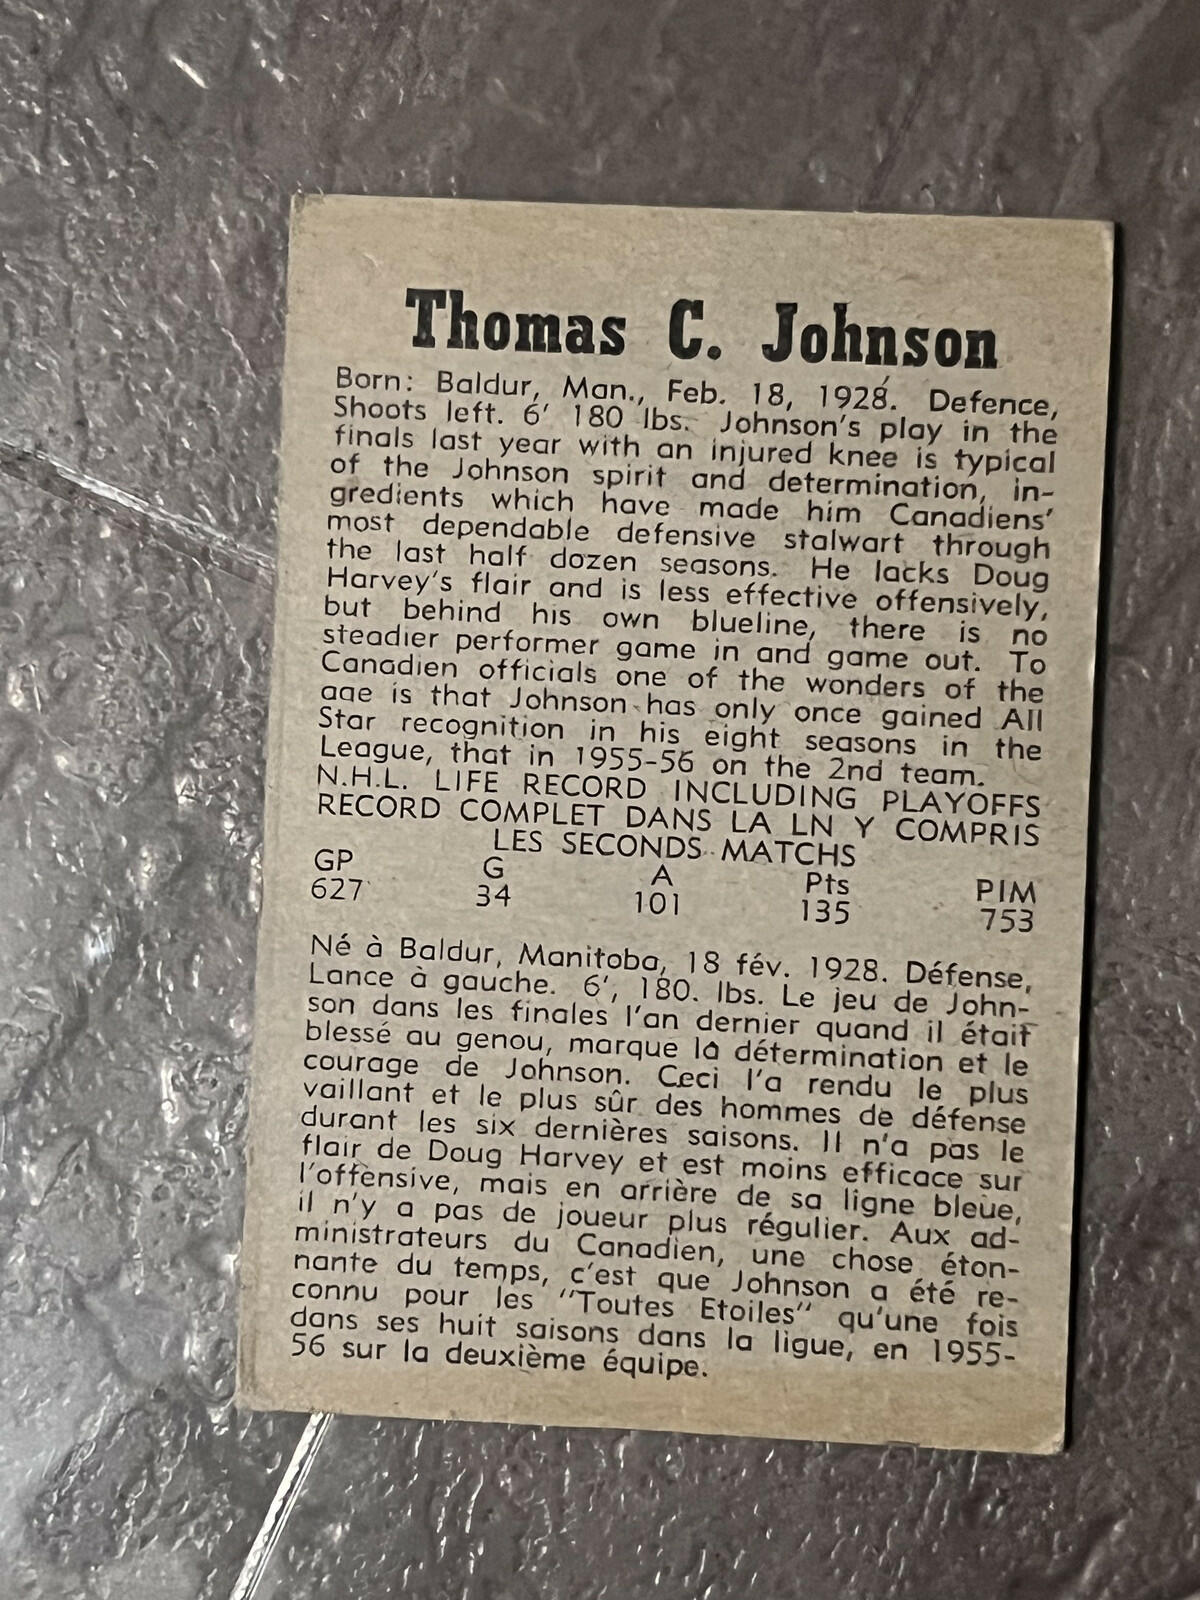 Thomas C. Johnson
Born: Baldur, Man., Feb. 18, 1928. Defence,
Shoots left. 6' 180 lbs. Johnson's play in the
finals last year with an injured knee is typical
of the Johnson spirit and determination, in-
gredients which have made him Canadiens'
most dependable defensive stalwart through
the last half dozen seasons. He lacks Doug
Harvey's flair and is less effective offensively,
but behind his own blueline, there is no
steadier performer game in and game out. To
Canadien officials one of the wonders of the
age is that Johnson has only once gained All
Star recognition in his eight seasons in the
League, that in 1955-56 on the 2nd team.
N.H.L. LIFE RECORD INCLUDING PLAYOFFS
RECORD COMPLET DANS LA LN Y COMPRIS
LES SECONDS MATCHS
GP G A Pts PIM
627 34 101 135 753
Né à Baldur, Manitoba, 18 fév. 1928. Défense,
Lance à gauche. 6', 180. lbs. Le jeu de John-
son dans les finales l'an dernier quand il était
blessé au genou, marque la détermination et le
courage de Johnson. Ceci l'a rendu le plus
vaillant et le plus sûr des hommes de défense
durant les six dernières saisons. Il n'a pas le
flair de Doug Harvey et est moins efficace sur
l'offensive, mais en arrière de sa ligne bleue,
il n'y a pas de joueur plus régulier. Aux ad-
ministrateurs du Canadien, une chose éton-
nante du temps, c'est que Johnson a été re-
connu pour les "Toutes Etoiles" qu'une fois
dans ses huit saisons dans la ligue, en 1955-
56 sur la deuxième équipe.